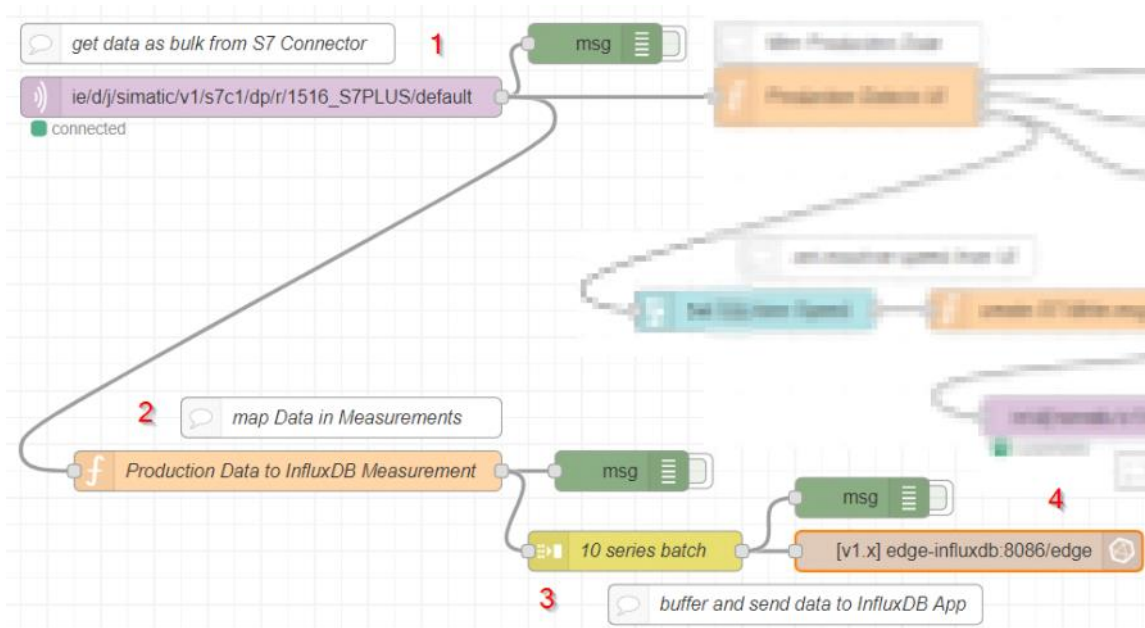 get data as bulk from S7 Connector
1
msg
ie/d/j/simatic/v1/s7c1/dp/r/1516_S7PLUS/default
connected
2
map Data in Measurements
Production Data to InfluxDB Measurement
msg
msg
4
10 series batch
[v1.x] edge-influxdb:8086/edge
3
buffer and send data to InfluxDB App